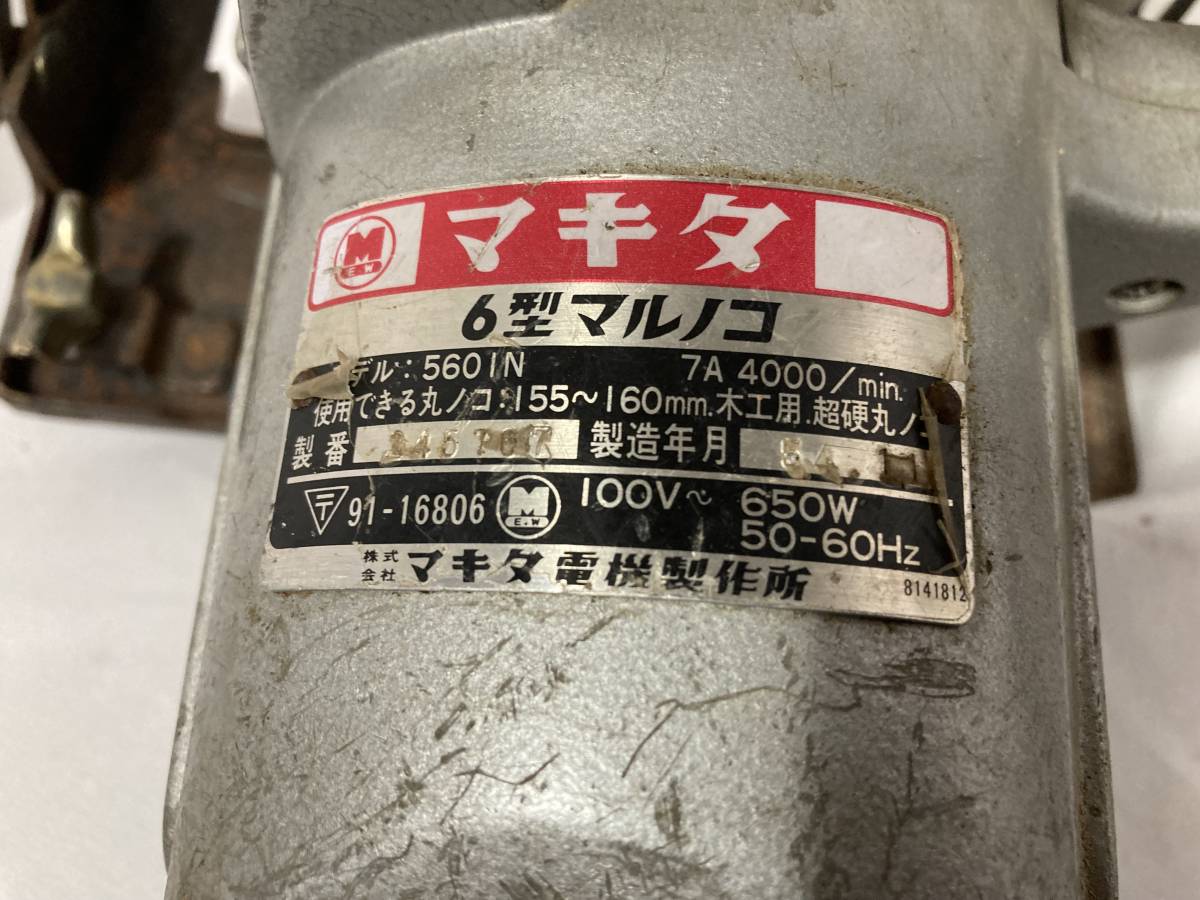 M E.W マキタ
6型マルノコ
デル:5601N 7A 4000/min.
使用できる丸ノコ:155~160mm.木工用.超硬丸ノ
製番 製造年月 54.
〒 91-16806 M E.W 100V~ 650W
50-60Hz
株式会社 マキタ電機製作所 8141812